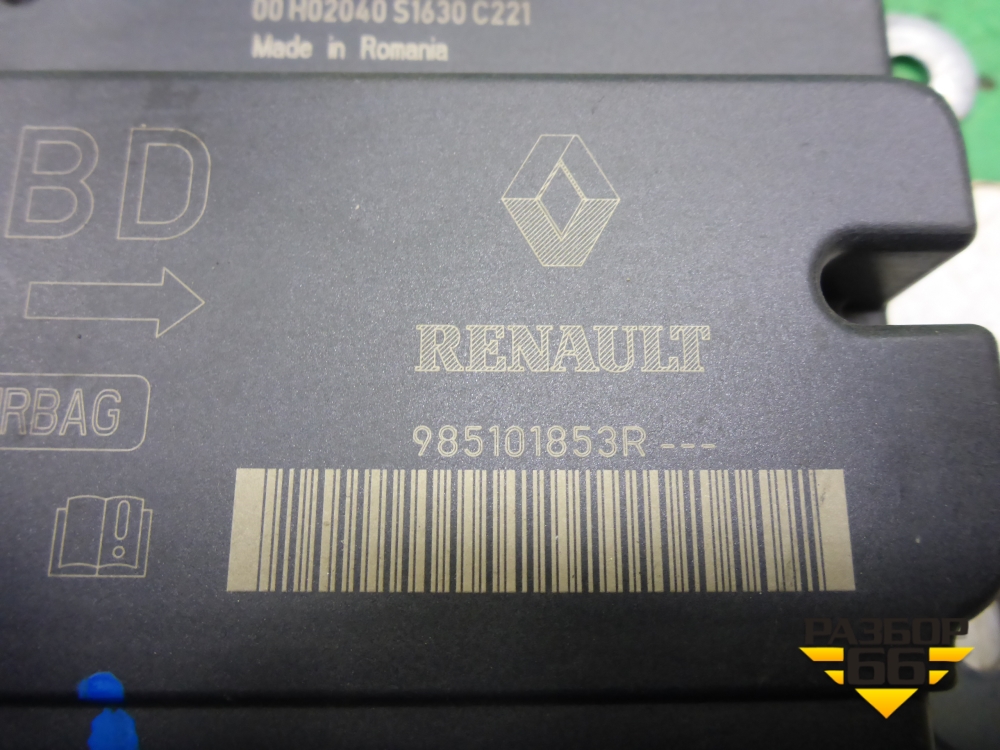 00 H02040 S1630 C221
Made in Romania
BD
RENAULT
RBAG
985101853R ---
РАЗБОР
66